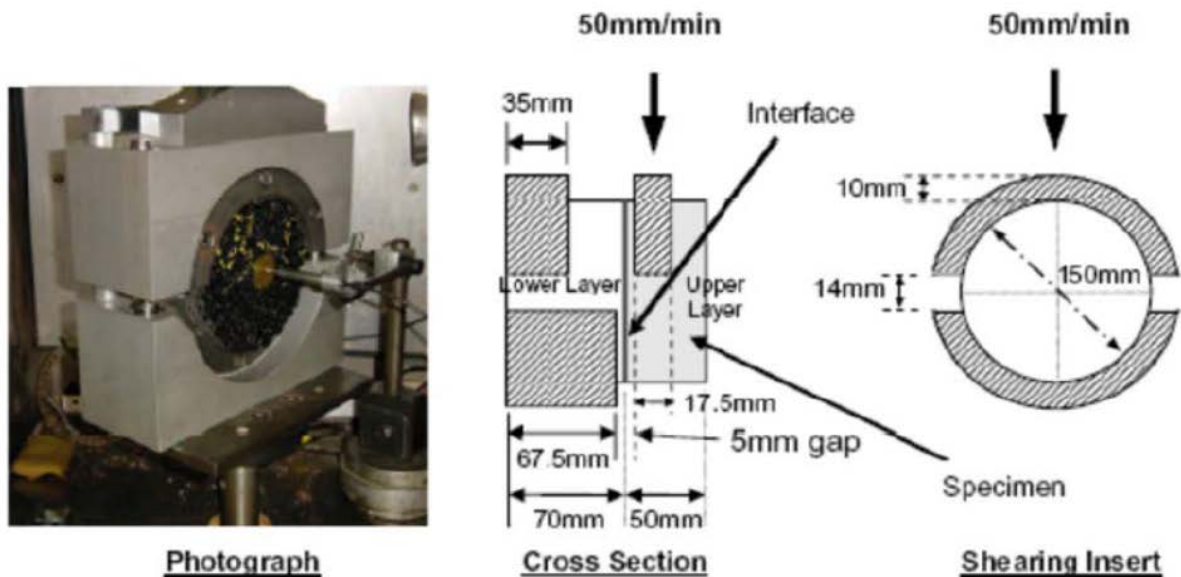 50mm/min
50mm/min
35mm
Interface
10mm
150mm
14mm
Lower Layer
Upper
Layer
17.5mm
5mm gap
67.5mm
Specimen
70mm
50mm
Photograph
Cross Section
Shearing Insert